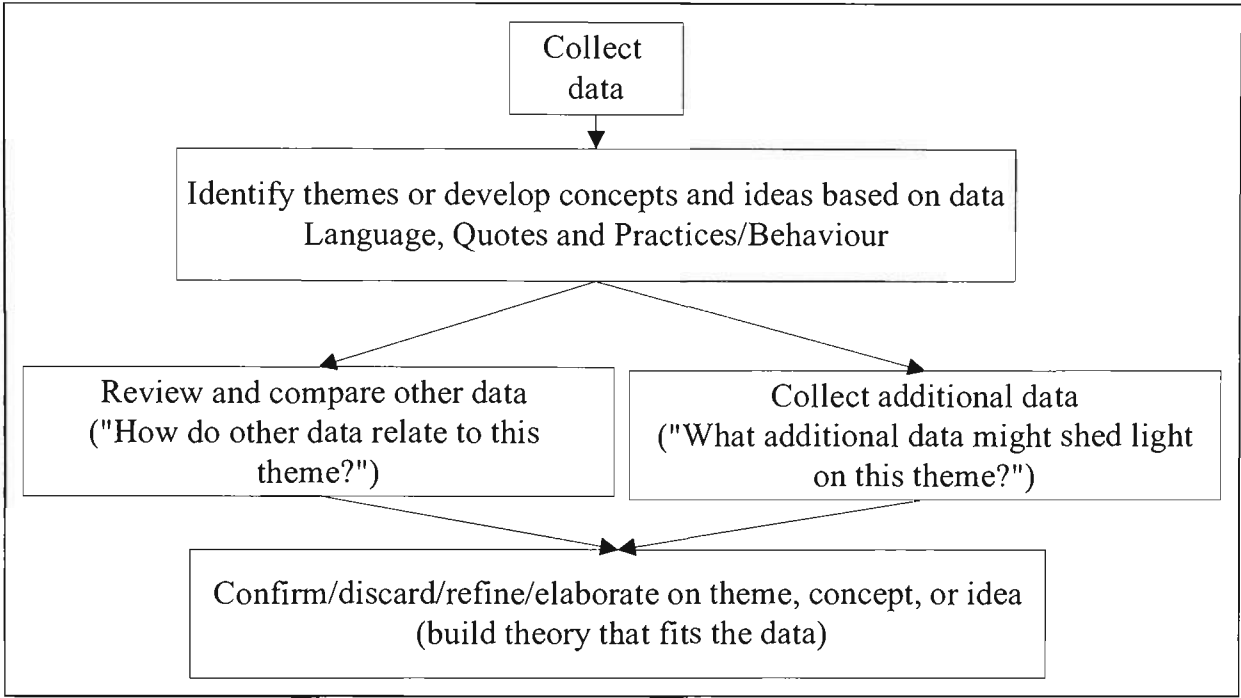 Collect
data
Identify themes or develop concepts and ideas based on data
Language, Quotes and Practices/Behaviour
Review and compare other data
("How do other data relate to this
theme?")
Collect additional data
("What additional data might shed light
on this theme?")
Confirm/discard/refine/elaborate on theme, concept, or idea
(build theory that fits the data)